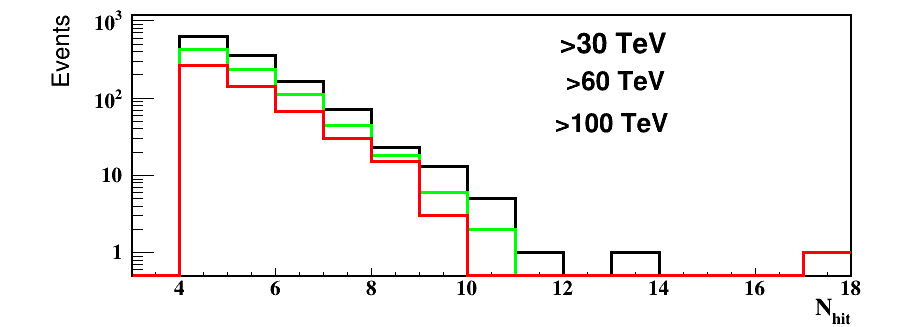 Events
10³
10²
10
1
>30 TeV
>60 TeV
>100 TeV
4 6 8 10 12 14 16 18
N_hit